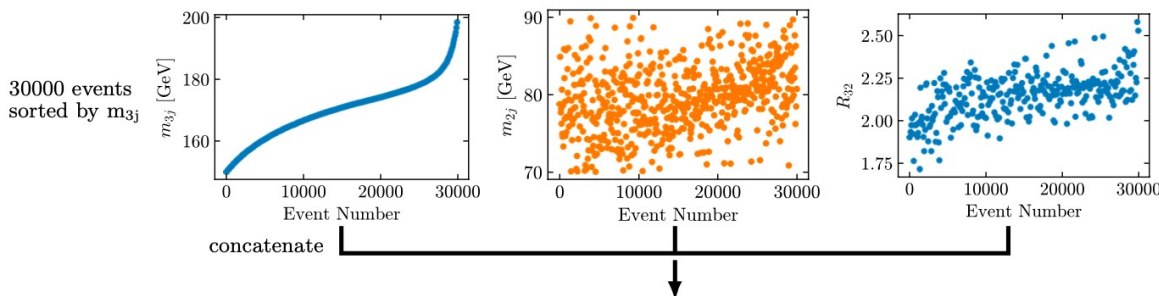 30000 events
sorted by m3j
m3j [GeV]
200
180
160
0
10000
20000
30000
Event Number
m2j [GeV]
90
80
70
0
10000
20000
30000
Event Number
R32
2.50
2.25
2.00
1.75
0
10000
20000
30000
Event Number
concatenate